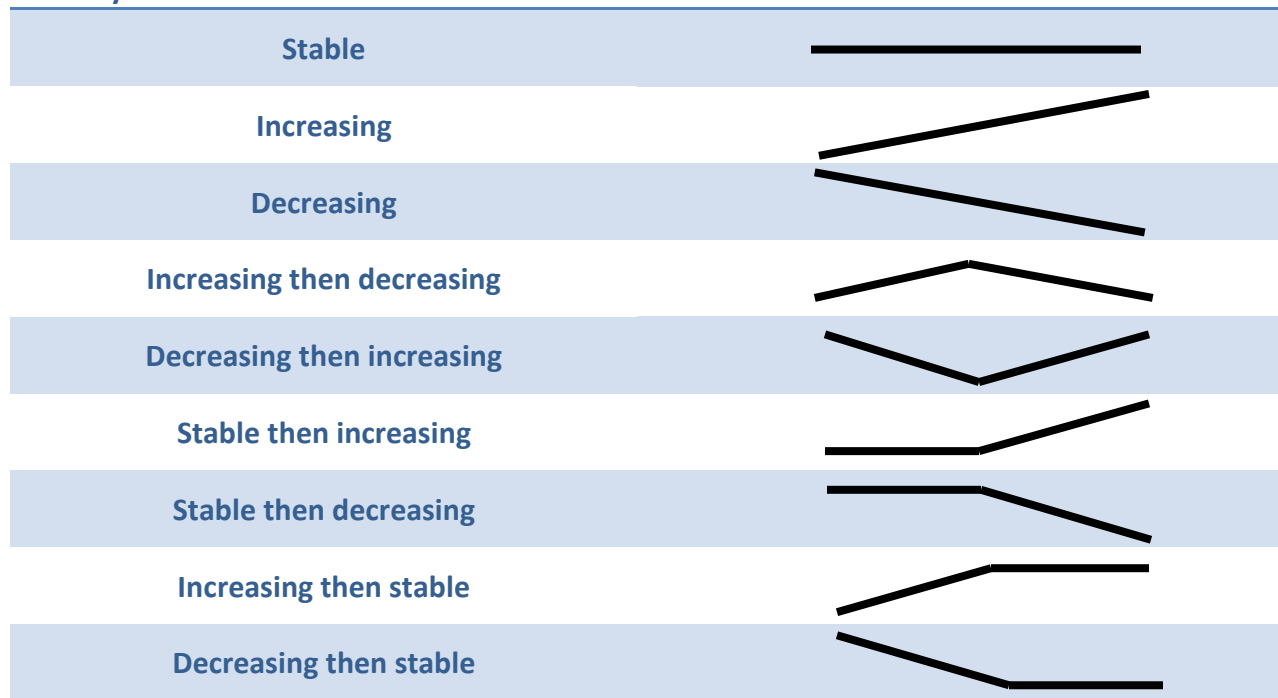 Stable
Increasing
Decreasing
Increasing then decreasing
Decreasing then increasing
Stable then increasing
Stable then decreasing
Increasing then stable
Decreasing then stable